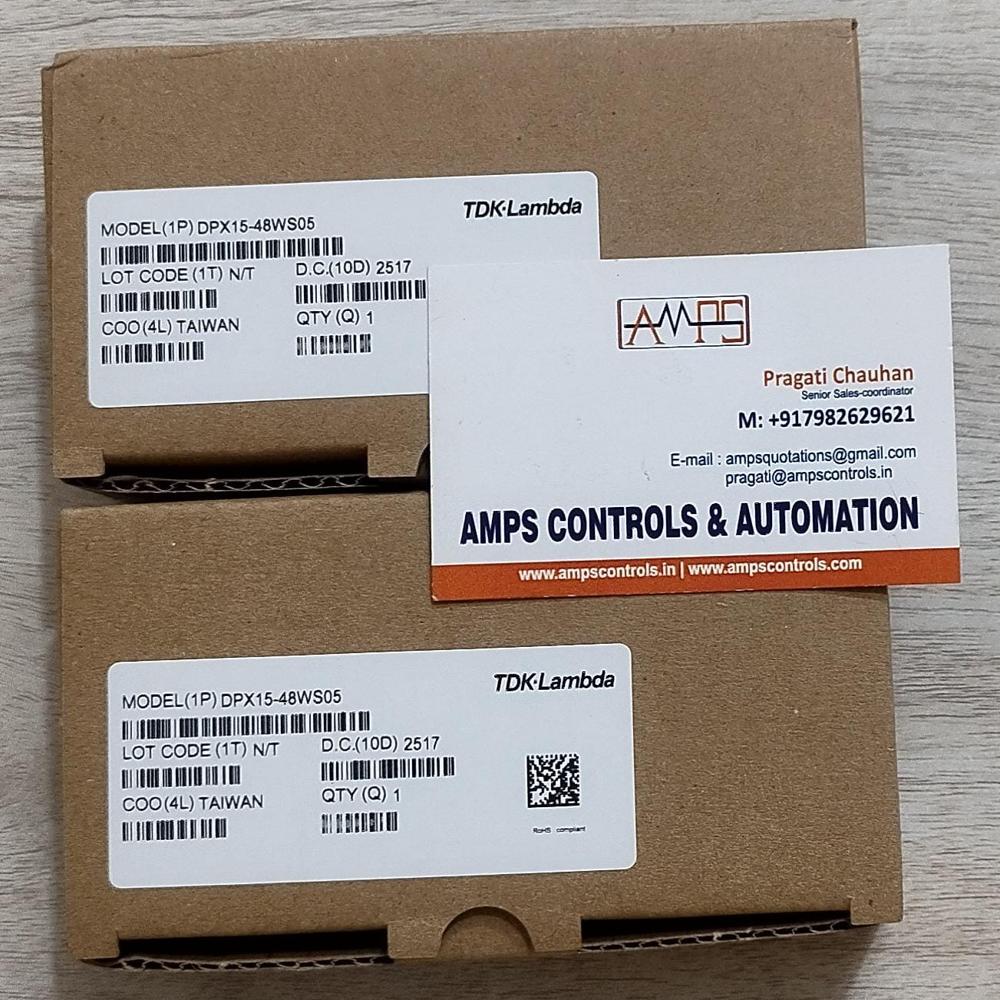 TDK·Lambda
MODEL(1P) DPX15-48WS05
LOT CODE (1T) N/T
D.C.(10D) 2517
COO(4L) TAIWAN
QTY (Q) 1
AMPS
Pragati Chauhan
Senior Sales-coordinator
M: +917982629621
E-mail : ampsquotations@gmail.com
pragati@ampscontrols.in
AMPS CONTROLS & AUTOMATION
www.ampscontrols.in | www.ampscontrols.com
TDK·Lambda
MODEL(1P) DPX15-48WS05
LOT CODE (1T) N/T
D.C.(10D) 2517
COO(4L) TAIWAN
QTY (Q) 1
RoHS compliant